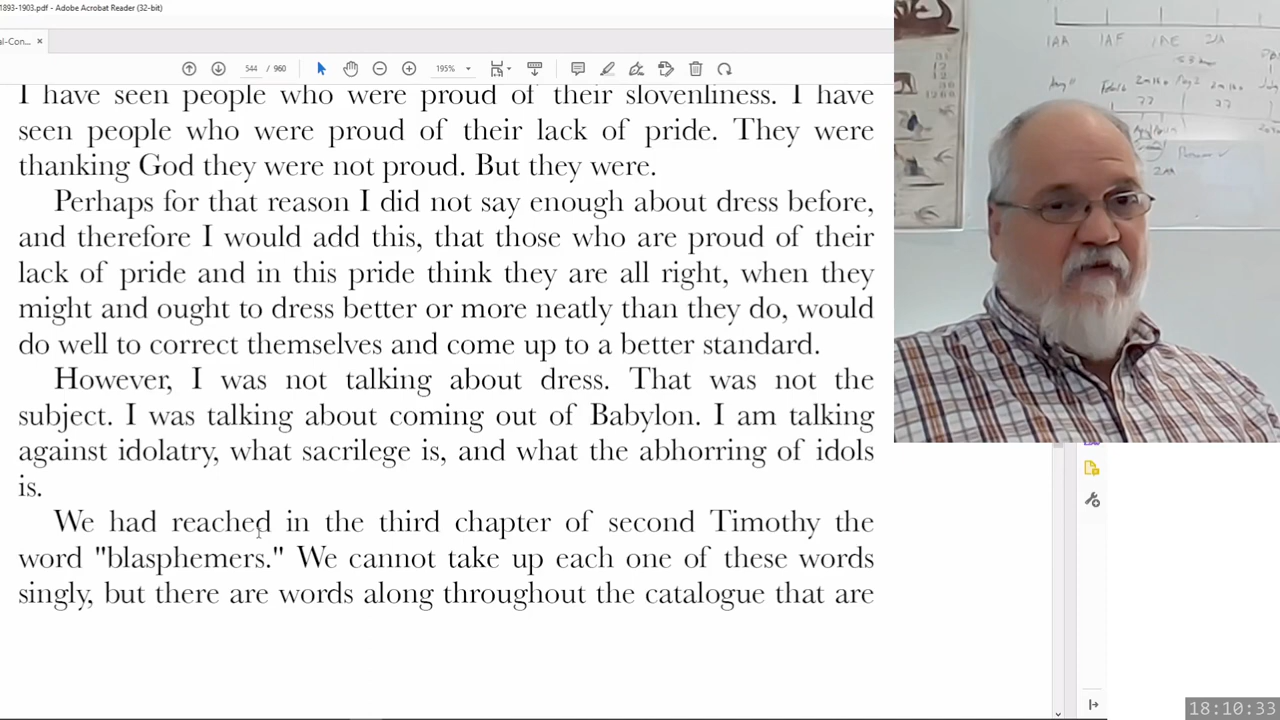 1893-1903.pdf - Adobe Acrobat Reader (32-bit)
al-Con...
544 / 960
195%
I have seen people who were proud of their slovenliness. I have
seen people who were proud of their lack of pride. They were
thanking God they were not proud. But they were.
Perhaps for that reason I did not say enough about dress before,
and therefore I would add this, that those who are proud of their
lack of pride and in this pride think they are all right, when they
might and ought to dress better or more neatly than they do, would
do well to correct themselves and come up to a better standard.
However, I was not talking about dress. That was not the
subject. I was talking about coming out of Babylon. I am talking
against idolatry, what sacrilege is, and what the abhorring of idols
is.
We had reached in the third chapter of second Timothy the
word "blasphemers." We cannot take up each one of these words
singly, but there are words along throughout the catalogue that are
1AA 1AF 1AE 2A
18:10:33